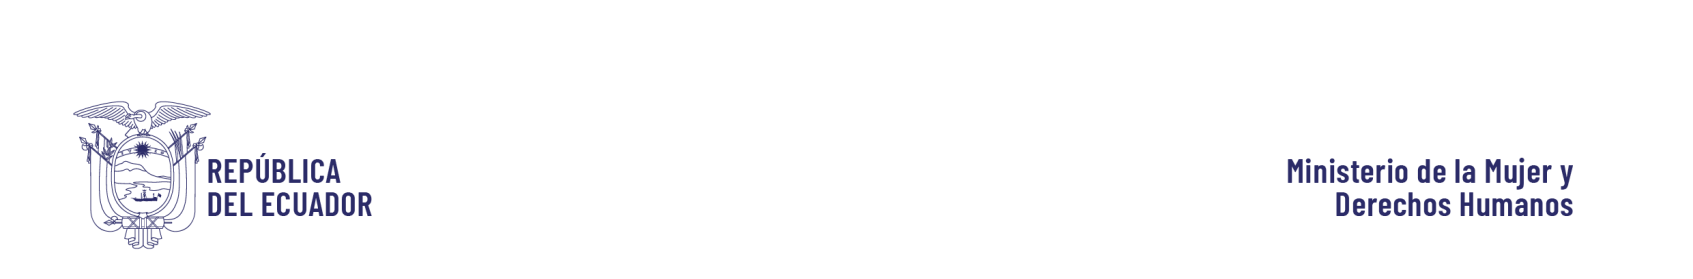 REPÚBLICA
DEL ECUADOR
Ministerio de la Mujer y
Derechos Humanos